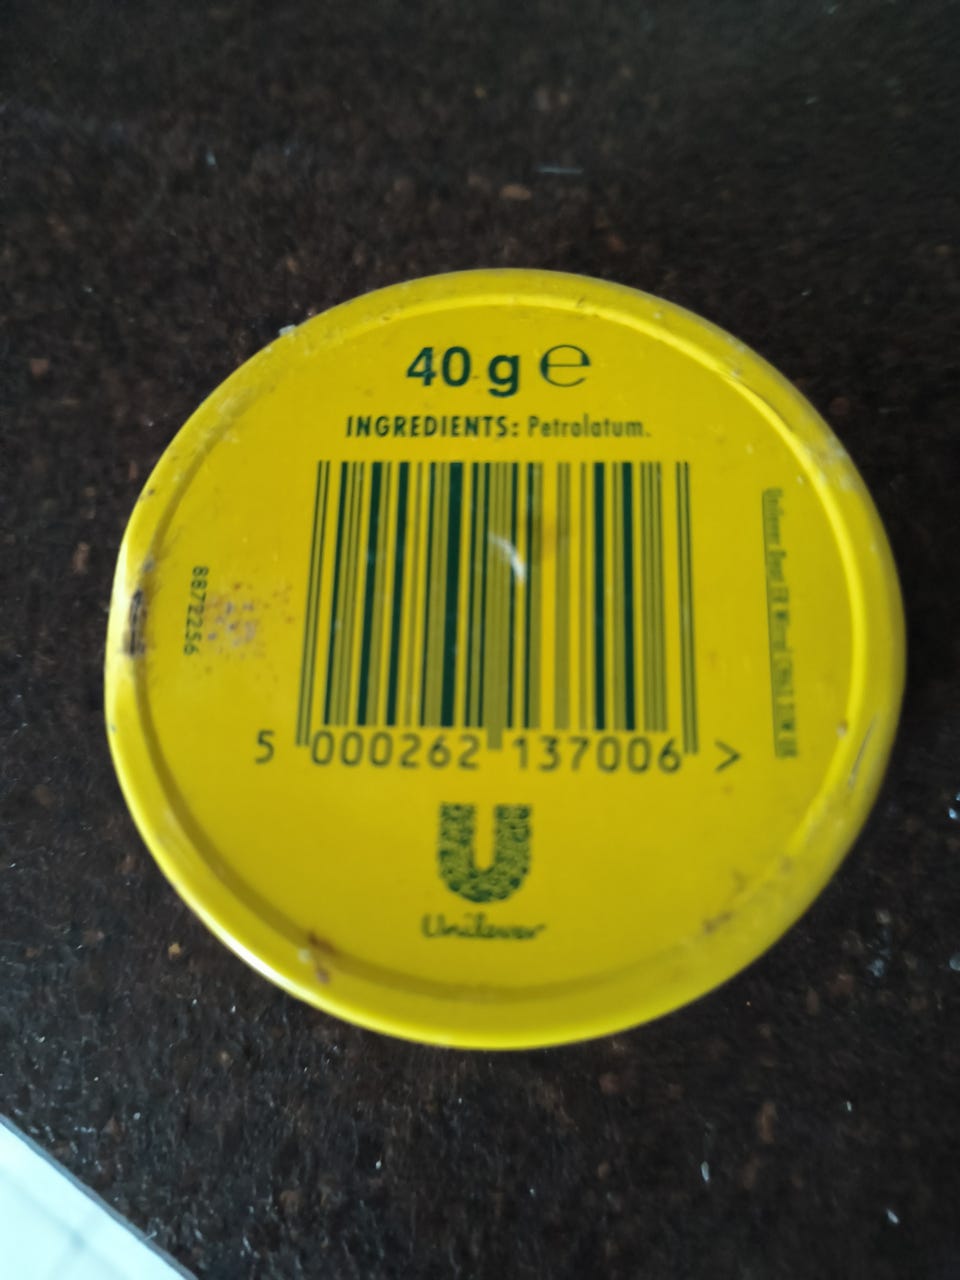 40 g ℮
INGREDIENTS: Petrolatum.
8872256
5 000262 137006 >
Unilever